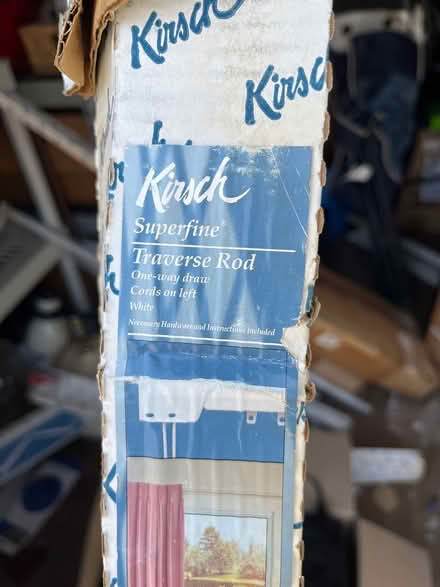 Kirsch
Kirsch
Kirsch
Superfine®
Traverse Rod
One-way draw
Cords on left
White
Necessary Hardware and Instructions Included